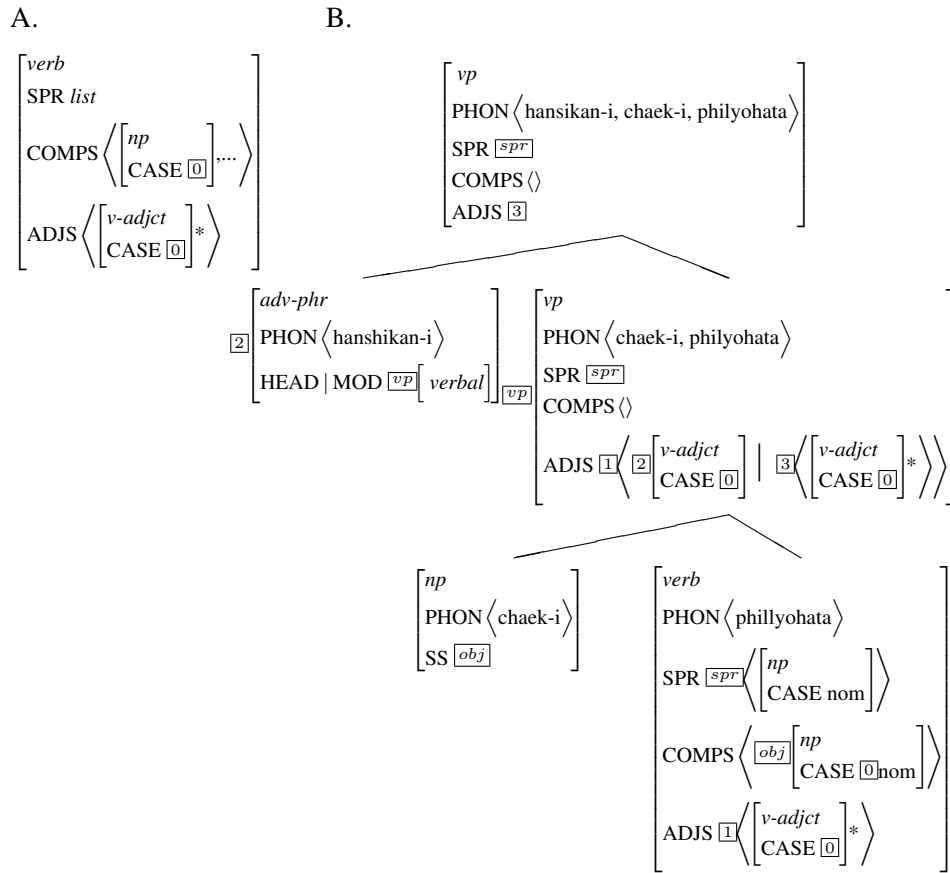 A.
B.
verb
SPR list
COMPS ⟨[np
CASE 0],...⟩
ADJS ⟨[v-adjct
CASE 0]*⟩
vp
PHON ⟨hansikan-i, chaek-i, philyohata⟩
SPR spr
COMPS ⟨⟩
ADJS 3
2
adv-phr
PHON ⟨hanshikan-i⟩
HEAD | MOD vp[ verbal]
vp
vp
PHON ⟨chaek-i, philyohata⟩
SPR spr
COMPS ⟨⟩
ADJS 1⟨2[v-adjct
CASE 0] | 3⟨[v-adjct
CASE 0]*⟩⟩
np
PHON ⟨chaek-i⟩
SS obj
verb
PHON ⟨phillyohata⟩
SPR spr⟨[np
CASE nom]⟩
COMPS ⟨obj[np
CASE 0nom]⟩
ADJS 1⟨[v-adjct
CASE 0]*⟩